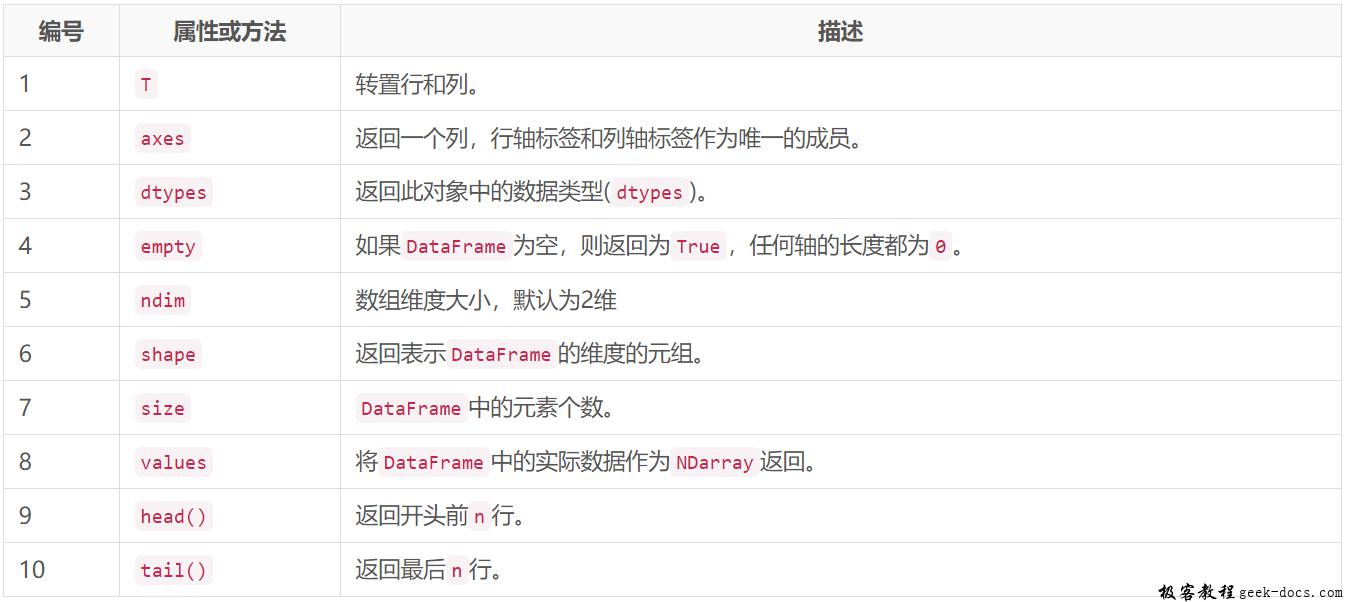 编号 属性或方法 描述
1 T 转置行和列。
2 axes 返回一个列，行轴标签和列轴标签作为唯一的成员。
3 dtypes 返回此对象中的数据类型(dtypes)。
4 empty 如果DataFrame为空，则返回为True，任何轴的长度都为0。
5 ndim 数组维度大小，默认为2维
6 shape 返回表示DataFrame的维度的元组。
7 size DataFrame中的元素个数。
8 values 将DataFrame中的实际数据作为NDarray返回。
9 head() 返回开头前n行。
10 tail() 返回最后n行。
极客教程geek-docs.com